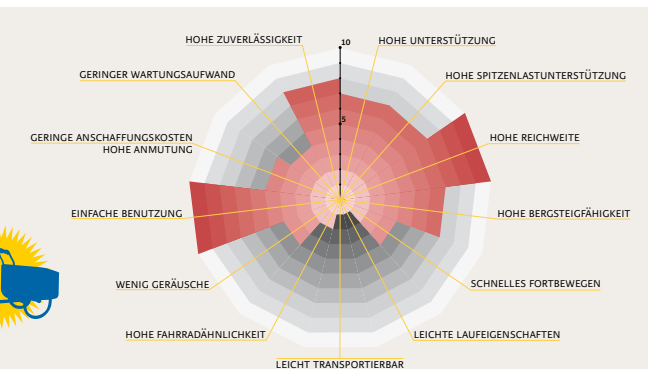 10
HOHE ZUVERLÄSSIGKEIT
HOHE UNTERSTÜTZUNG
GERINGER WARTUNGSAUFWAND
HOHE SPITZENLASTUNTERSTÜTZUNG
5
GERINGE ANSCHAFFUNGSKOSTEN
HOHE ANMUTUNG
HOHE REICHWEITE
EINFACHE BENUTZUNG
HOHE BERGSTEIGFÄHIGKEIT
WENIG GERÄUSCHE
SCHNELLES FORTBEWEGEN
HOHE FAHRRADÄHNLICHKEIT
LEICHTE LAUFEIGENSCHAFTEN
LEICHT TRANSPORTIERBAR